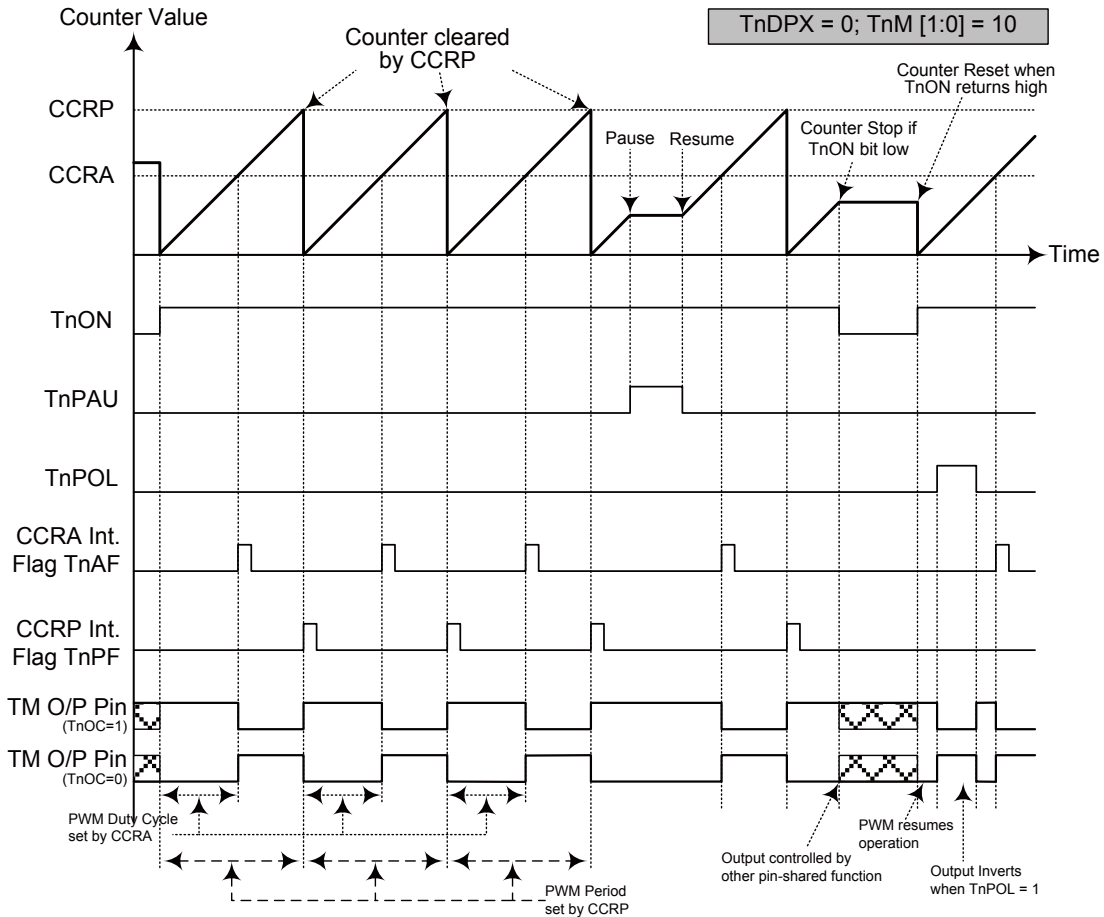 Counter Value
TnDPX = 0; TnM [1:0] = 10
Counter cleared
by CCRP
Counter Reset when
TnON returns high
CCRP
Counter Stop if
TnON bit low
Pause
Resume
CCRA
Time
TnON
TnPAU
TnPOL
CCRA Int.
Flag TnAF
CCRP Int.
Flag TnPF
TM O/P Pin
(TnOC=1)
TM O/P Pin
(TnOC=0)
PWM Duty Cycle
set by CCRA
PWM resumes
operation
Output controlled by
other pin-shared function
Output Inverts
when TnPOL = 1
PWM Period
set by CCRP